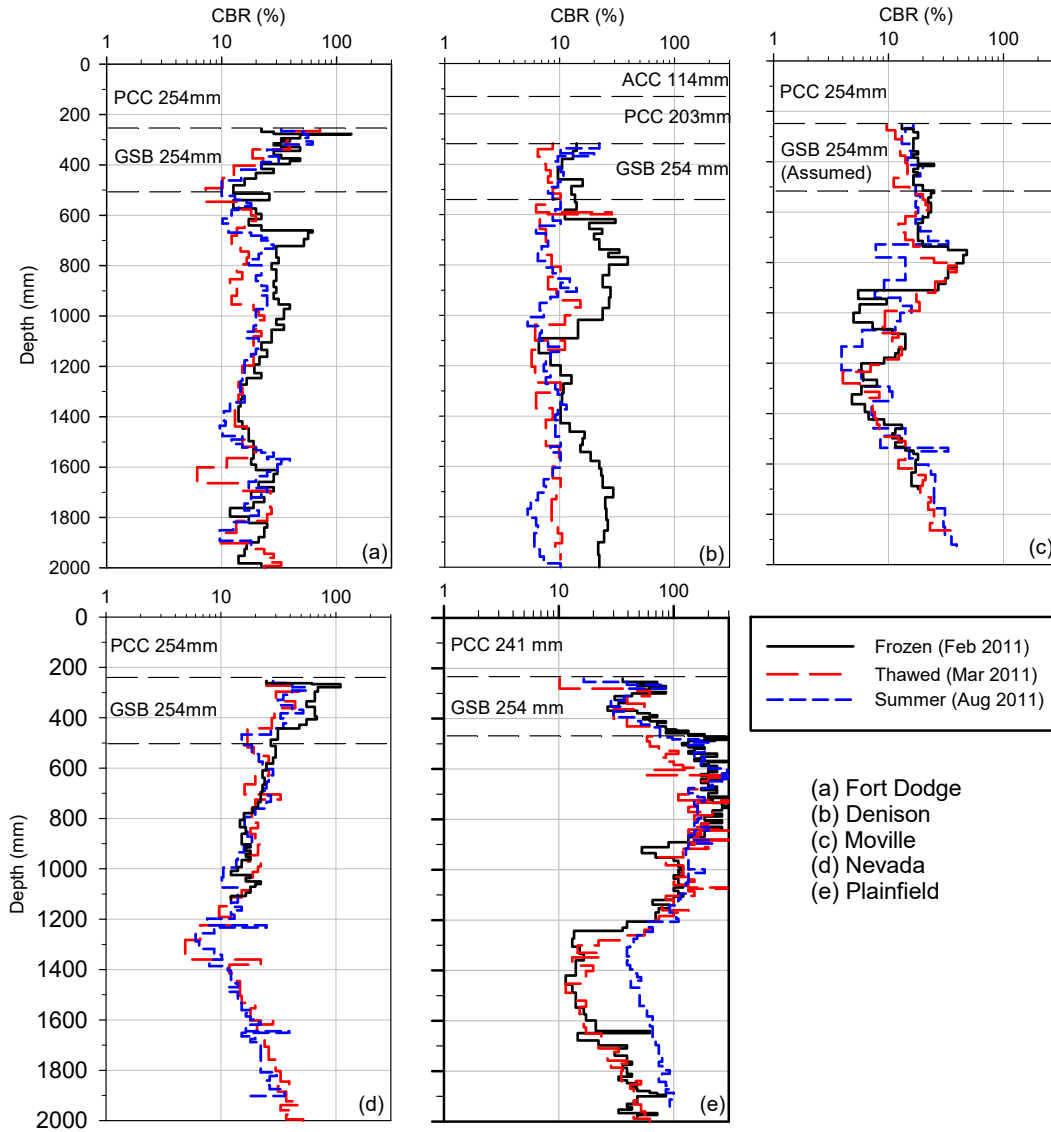 CBR (%)
CBR (%)
CBR (%)
1 10 100
1 10 100
1 10 100
0
200
400
600
800
1000
1200
1400
1600
1800
2000
Depth (mm)
PCC 254mm
GSB 254mm
(a)
ACC 114mm
PCC 203mm
GSB 254 mm
(b)
PCC 254mm
GSB 254mm
(Assumed)
(c)
1 10 100
1 10 100
0
200
400
600
800
1000
1200
1400
1600
1800
2000
Depth (mm)
PCC 254mm
GSB 254mm
(d)
PCC 241 mm
GSB 254 mm
(e)
Frozen (Feb 2011)
Thawed (Mar 2011)
Summer (Aug 2011)
(a) Fort Dodge
(b) Denison
(c) Moville
(d) Nevada
(e) Plainfield